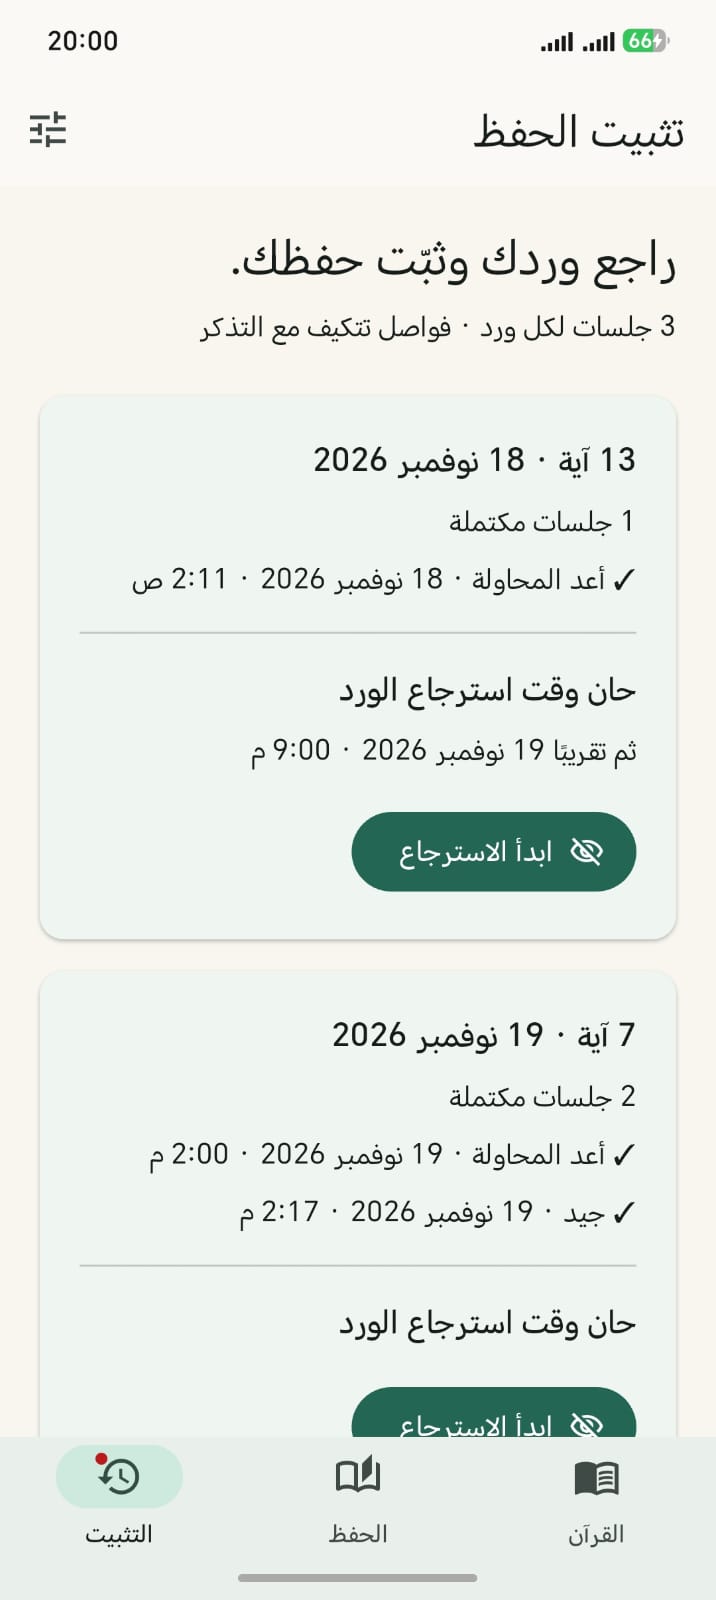 20:00
66
تثبيت الحفظ
راجع وردك وثبّت حفظك.
3 جلسات لكل ورد · فواصل تتكيف مع التذكر
13 آية · 18 نوفمبر 2026
1 جلسات مكتملة
✓ أعد المحاولة · 18 نوفمبر 2026 · 2:11 ص
حان وقت استرجاع الورد
ثم تقريبًا 19 نوفمبر 2026 · 9:00 م
ابدأ الاسترجاع
7 آية · 19 نوفمبر 2026
2 جلسات مكتملة
✓ أعد المحاولة · 19 نوفمبر 2026 · 2:00 م
✓ جيد · 19 نوفمبر 2026 · 2:17 م
حان وقت استرجاع الورد
ابدأ الاسترجاع
القرآن
الحفظ
التثبيت